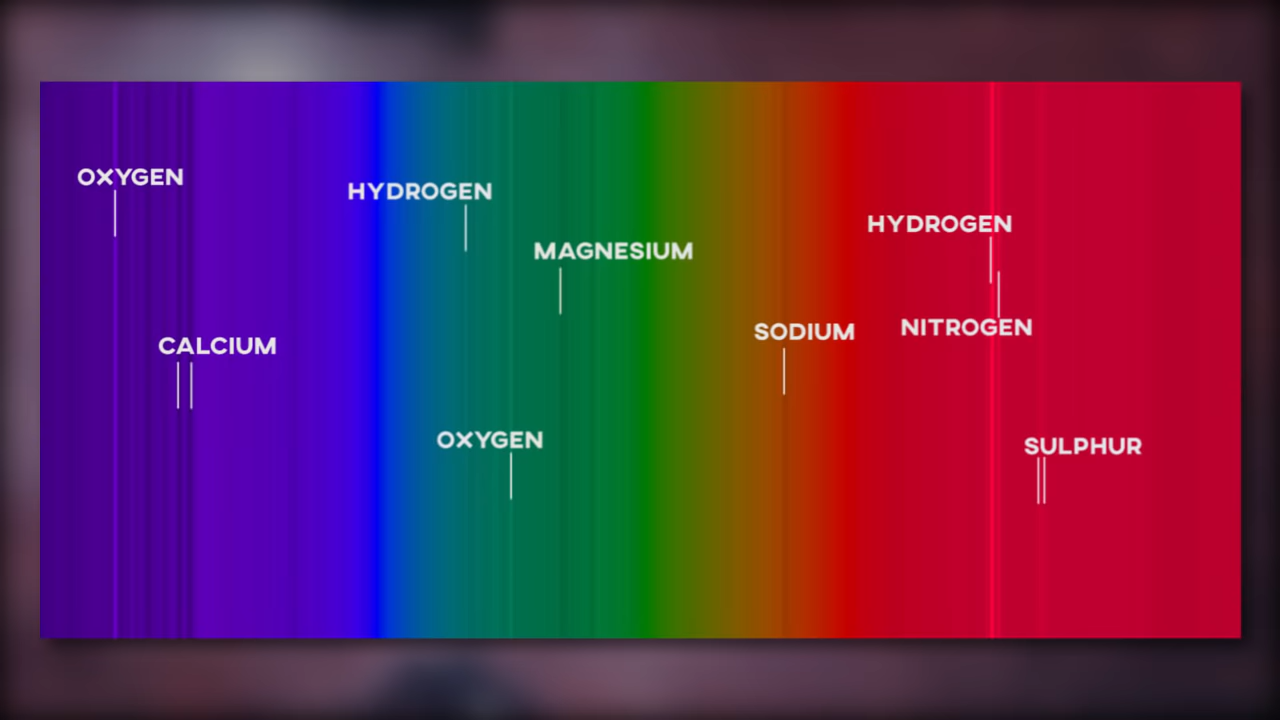 OXYGEN
HYDROGEN
HYDROGEN
MAGNESIUM
NITROGEN
SODIUM
CALCIUM
OXYGEN
SULPHUR